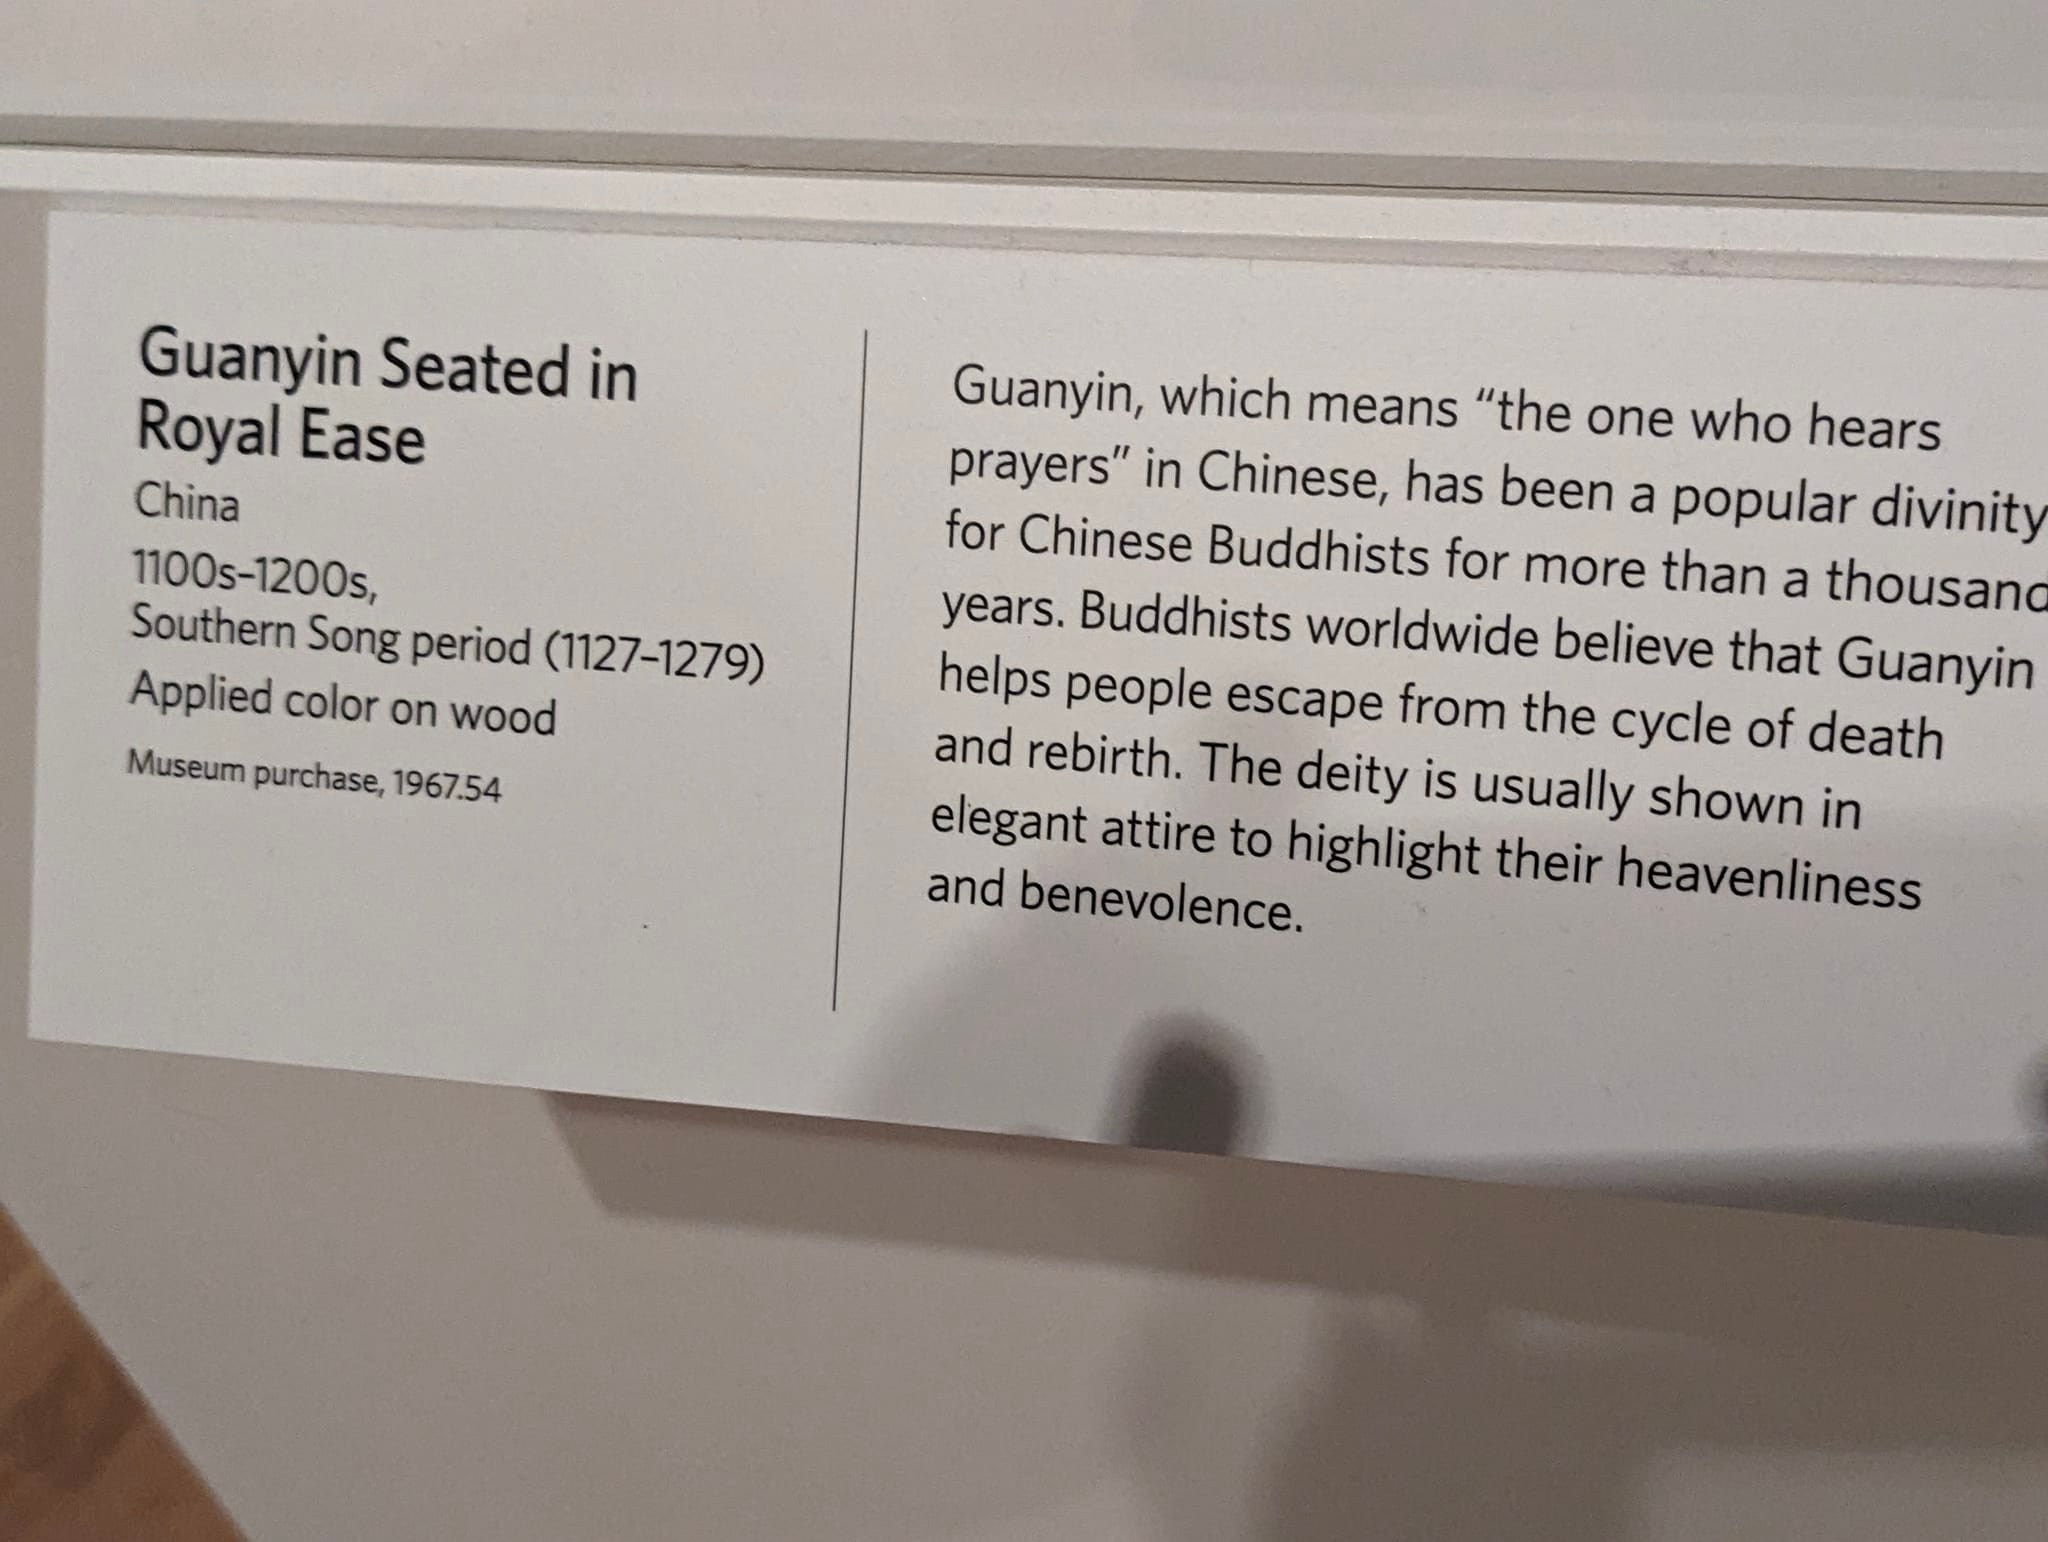 Guanyin Seated in
Royal Ease
China
1100s–1200s,
Southern Song period (1127–1279)
Applied color on wood
Museum purchase, 1967.54
Guanyin, which means “the one who hears
prayers” in Chinese, has been a popular divinity
for Chinese Buddhists for more than a thousand
years. Buddhists worldwide believe that Guanyin
helps people escape from the cycle of death
and rebirth. The deity is usually shown in
elegant attire to highlight their heavenliness
and benevolence.